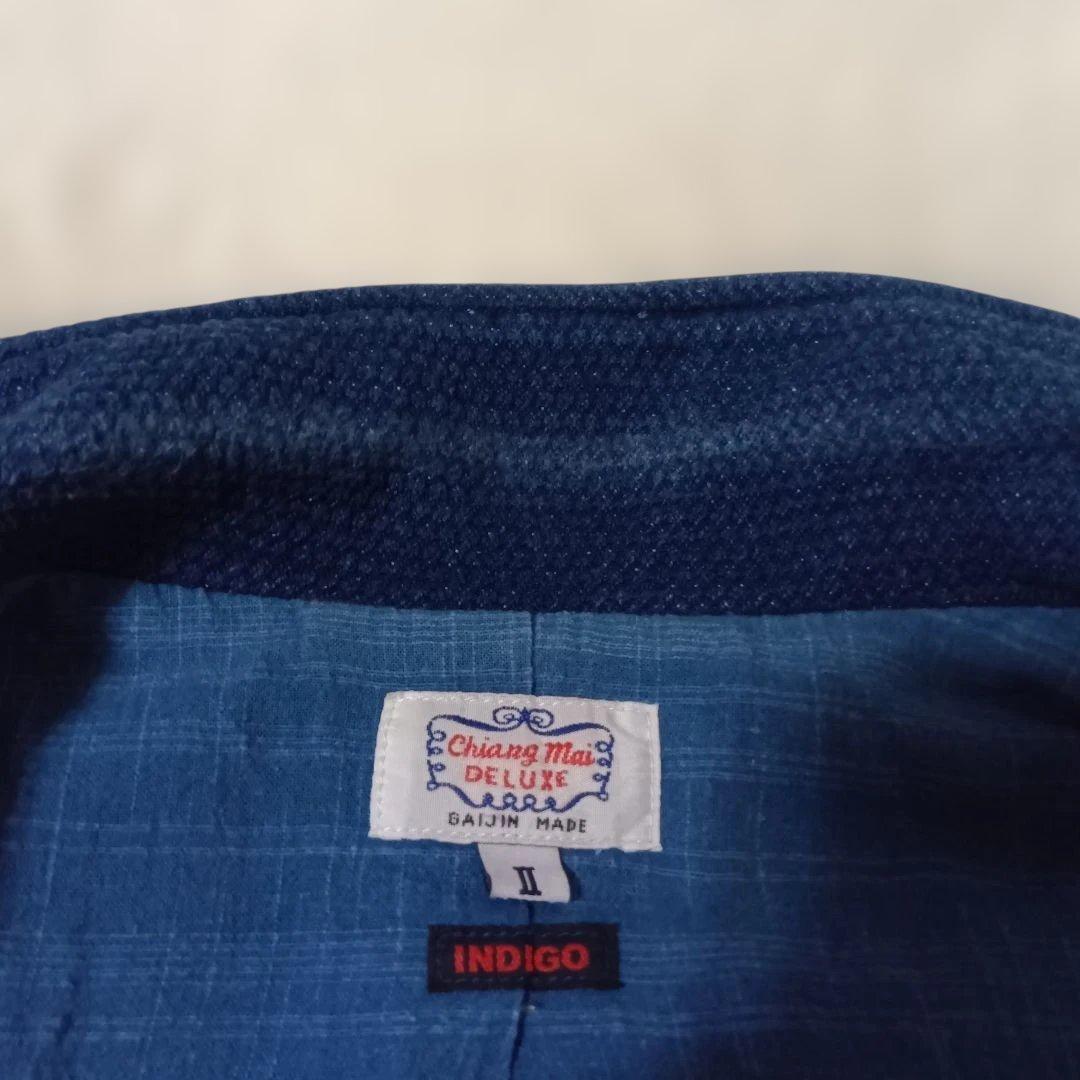 Chiang Mai
DELUXE
GAIJIN MADE
II
INDIGO